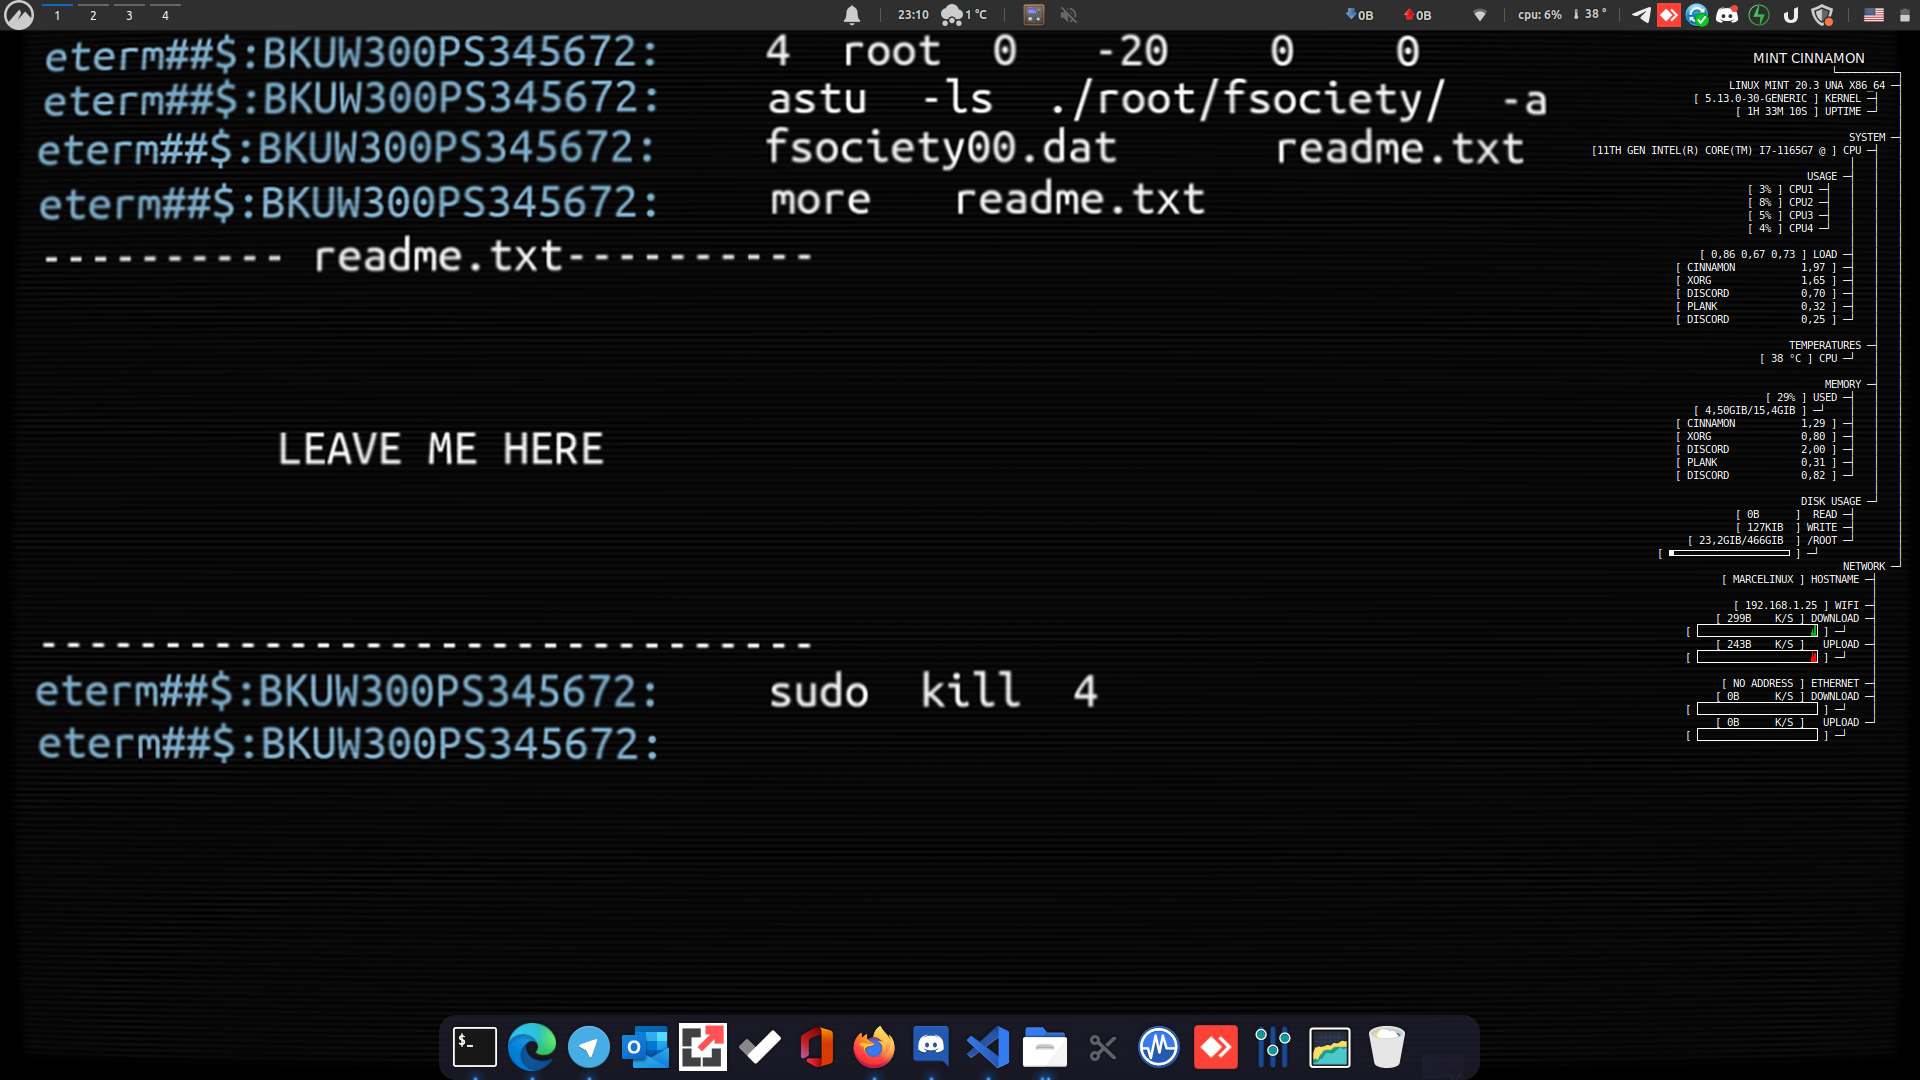 1 2 3 4 23:10 1 °C 0B 0B cpu: 6% 38 °
eterm##$:BKUW300PS345672: 4 root 0 -20 0 0
eterm##$:BKUW300PS345672: astu -ls ./root/fsociety/ -a
eterm##$:BKUW300PS345672: fsociety00.dat readme.txt
eterm##$:BKUW300PS345672: more readme.txt
---------- readme.txt----------
LEAVE ME HERE
-------------------------------
eterm##$:BKUW300PS345672: sudo kill 4
eterm##$:BKUW300PS345672:
MINT CINNAMON
LINUX MINT 20.3 UNA X86_64
[ 5.13.0-30-GENERIC ] KERNEL
[ 1H 33M 10S ] UPTIME
SYSTEM
[11TH GEN INTEL(R) CORE(TM) I7-1165G7 @ ] CPU
USAGE
[ 3% ] CPU1
[ 8% ] CPU2
[ 5% ] CPU3
[ 4% ] CPU4
[ 0,86 0,67 0,73 ] LOAD
[ CINNAMON 1,97 ]
[ XORG 1,65 ]
[ DISCORD 0,70 ]
[ PLANK 0,32 ]
[ DISCORD 0,25 ]
TEMPERATURES
[ 38 °C ] CPU
MEMORY
[ 29% ] USED
[ 4,50GIB/15,4GIB ]
[ CINNAMON 1,29 ]
[ XORG 0,80 ]
[ DISCORD 2,00 ]
[ PLANK 0,31 ]
[ DISCORD 0,82 ]
DISK USAGE
[ 0B ] READ
[ 127KIB ] WRITE
[ 23,2GIB/466GIB ] /ROOT
[ ]
NETWORK
[ MARCELINUX ] HOSTNAME
[ 192.168.1.25 ] WIFI
[ 299B K/S ] DOWNLOAD
[ ]
[ 243B K/S ] UPLOAD
[ ]
[ NO ADDRESS ] ETHERNET
[ 0B K/S ] DOWNLOAD
[ ]
[ 0B K/S ] UPLOAD
[ ]
$_